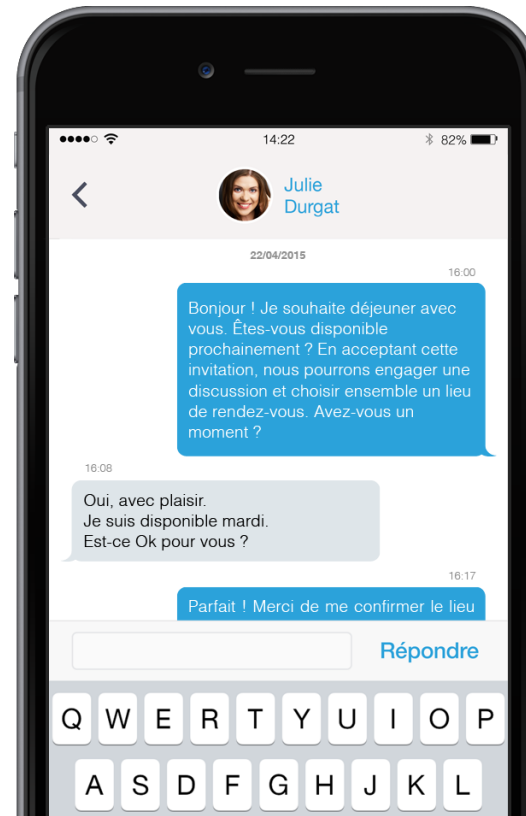 14:22
82%
Julie
Durgat
22/04/2015
16:00
Bonjour ! Je souhaite déjeuner avec
vous. Êtes-vous disponible
prochainement ? En acceptant cette
invitation, nous pourrons engager une
discussion et choisir ensemble un lieu
de rendez-vous. Avez-vous un
moment ?
16:08
Oui, avec plaisir.
Je suis disponible mardi.
Est-ce Ok pour vous ?
16:17
Parfait ! Merci de me confirmer le lieu
Répondre
Q W E R T Y U I O P
A S D F G H J K L